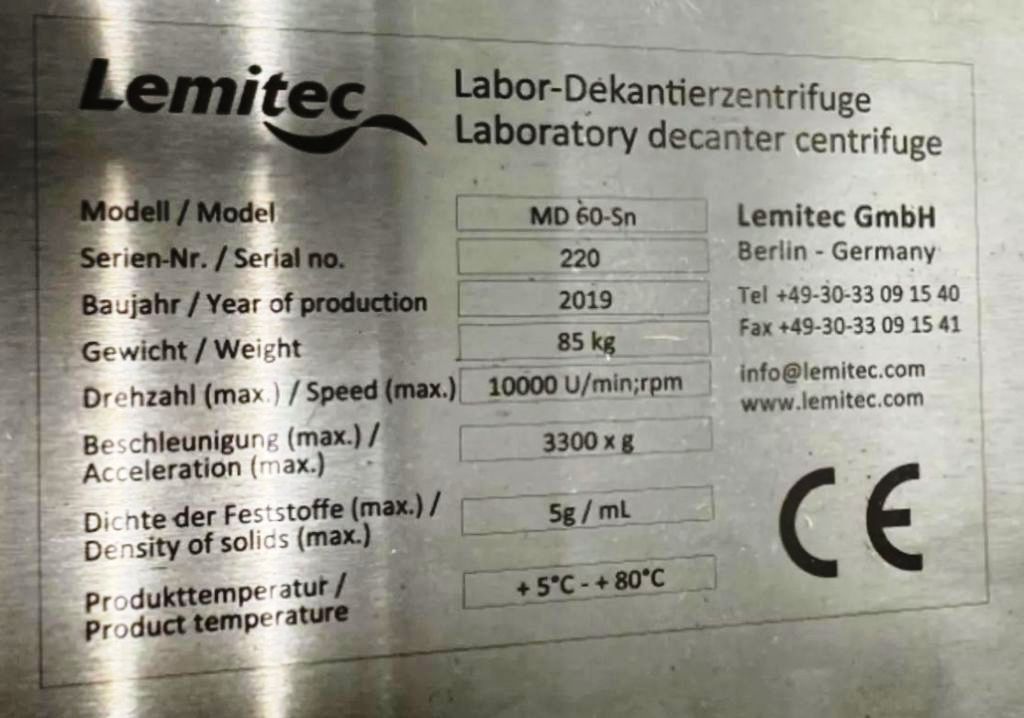 Lemitec
Labor-Dekantierzentrifuge
Laboratory decanter centrifuge
Modell / Model MD 60-Sn
Serien-Nr. / Serial no. 220
Baujahr / Year of production 2019
Gewicht / Weight 85 kg
Drehzahl (max.) / Speed (max.) 10000 U/min;rpm
Beschleunigung (max.) /
Acceleration (max.) 3300 x g
Dichte der Feststoffe (max.) /
Density of solids (max.) 5g / mL
Produkttemperatur /
Product temperature + 5°C - + 80°C
Lemitec GmbH
Berlin - Germany
Tel +49-30-33 09 15 40
Fax +49-30-33 09 15 41
info@lemitec.com
www.lemitec.com
CE